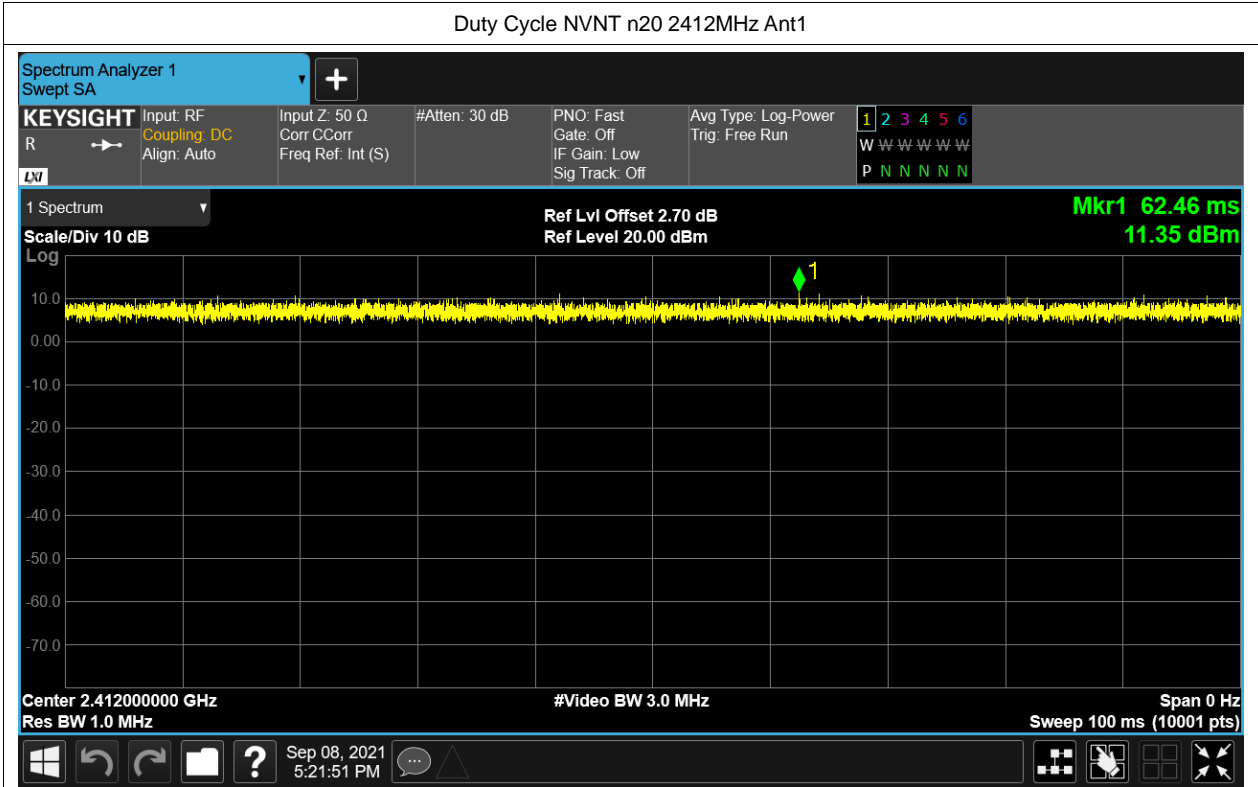 Duty Cycle NVNT n20 2412MHz Ant1
Spectrum Analyzer 1
Swept SA
KEYSIGHT
R
LXI
Input: RF
Coupling: DC
Align: Auto
Input Z: 50 Ω
Corr CCorr
Freq Ref: Int (S)
#Atten: 30 dB
PNO: Fast
Gate: Off
IF Gain: Low
Sig Track: Off
Avg Type: Log-Power
Trig: Free Run
1 2 3 4 5 6
W W W W W W
P N N N N N
1 Spectrum
Scale/Div 10 dB
Ref Lvl Offset 2.70 dB
Ref Level 20.00 dBm
Mkr1 62.46 ms
11.35 dBm
Log
1
10.0
0.00
-10.0
-20.0
-30.0
-40.0
-50.0
-60.0
-70.0
Center 2.412000000 GHz
Res BW 1.0 MHz
#Video BW 3.0 MHz
Span 0 Hz
Sweep 100 ms (10001 pts)
?
Sep 08, 2021
5:21:51 PM